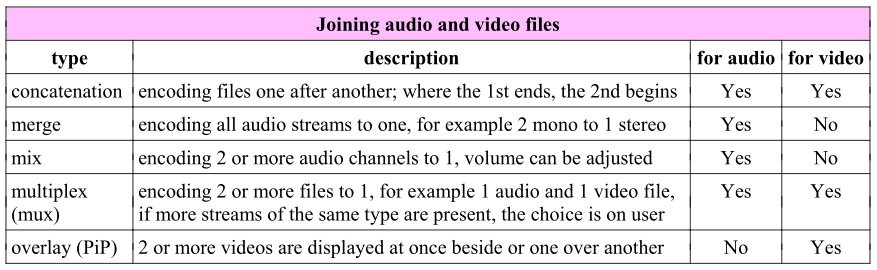 Joining audio and video files
type description for audio for video
concatenation encoding files one after another; where the 1st ends, the 2nd begins Yes Yes
merge encoding all audio streams to one, for example 2 mono to 1 stereo Yes No
mix encoding 2 or more audio channels to 1, volume can be adjusted Yes No
multiplex encoding 2 or more files to 1, for example 1 audio and 1 video file, Yes Yes
(mux) if more streams of the same type are present, the choice is on user
overlay (PiP) 2 or more videos are displayed at once beside or one over another No Yes